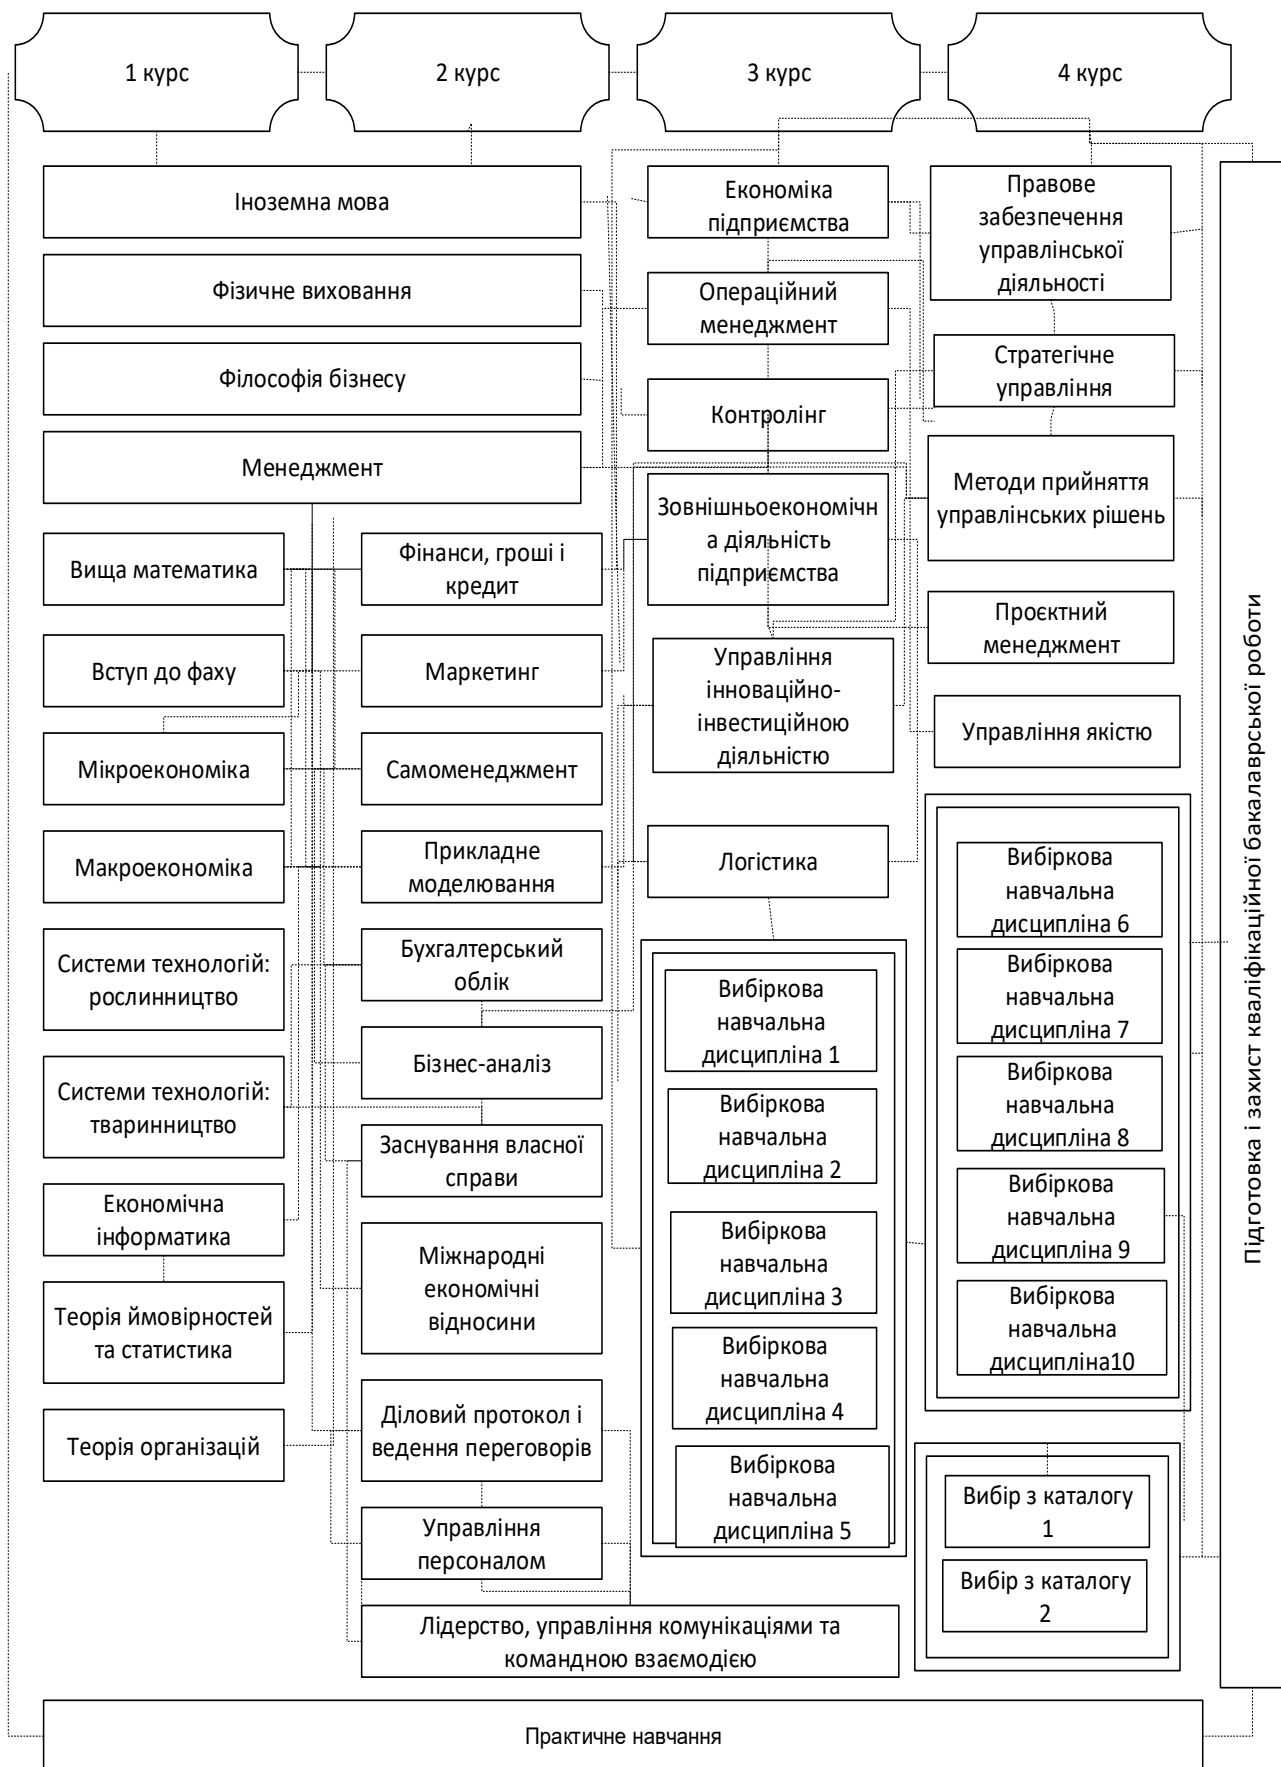 1 курс
2 курс
3 курс
4 курс
Іноземна мова
Фізичне виховання
Філософія бізнесу
Менеджмент
Вища математика
Вступ до фаху
Мікроекономіка
Макроекономіка
Системи технологій:
рослинництво
Системи технологій:
тваринництво
Економічна
інформатика
Теорія ймовірностей
та статистика
Теорія організацій
Фінанси, гроші і
кредит
Маркетинг
Самоменеджмент
Прикладне
моделювання
Бухгалтерський
облік
Бізнес-аналіз
Заснування власної
справи
Міжнародні
економічні
відносини
Діловий протокол і
ведення переговорів
Управління
персоналом
Лідерство, управління комунікаціями та
командною взаємодією
Економіка
підприємства
Операційний
менеджмент
Контролінг
Зовнішньоекономічн
а діяльність
підприємства
Управління
інноваційно-
інвестиційною
діяльністю
Логістика
Вибіркова
навчальна
дисципліна 1
Вибіркова
навчальна
дисципліна 2
Вибіркова
навчальна
дисципліна 3
Вибіркова
навчальна
дисципліна 4
Вибіркова
навчальна
дисципліна 5
Правове
забезпечення
управлінської
діяльності
Стратегічне
управління
Методи прийняття
управлінських рішень
Проєктний
менеджмент
Управління якістю
Вибіркова
навчальна
дисципліна 6
Вибіркова
навчальна
дисципліна 7
Вибіркова
навчальна
дисципліна 8
Вибіркова
навчальна
дисципліна 9
Вибіркова
навчальна
дисципліна10
Вибір з каталогу
1
Вибір з каталогу
2
Підготовка і захист кваліфікаційної бакалаврської роботи
Практичне навчання